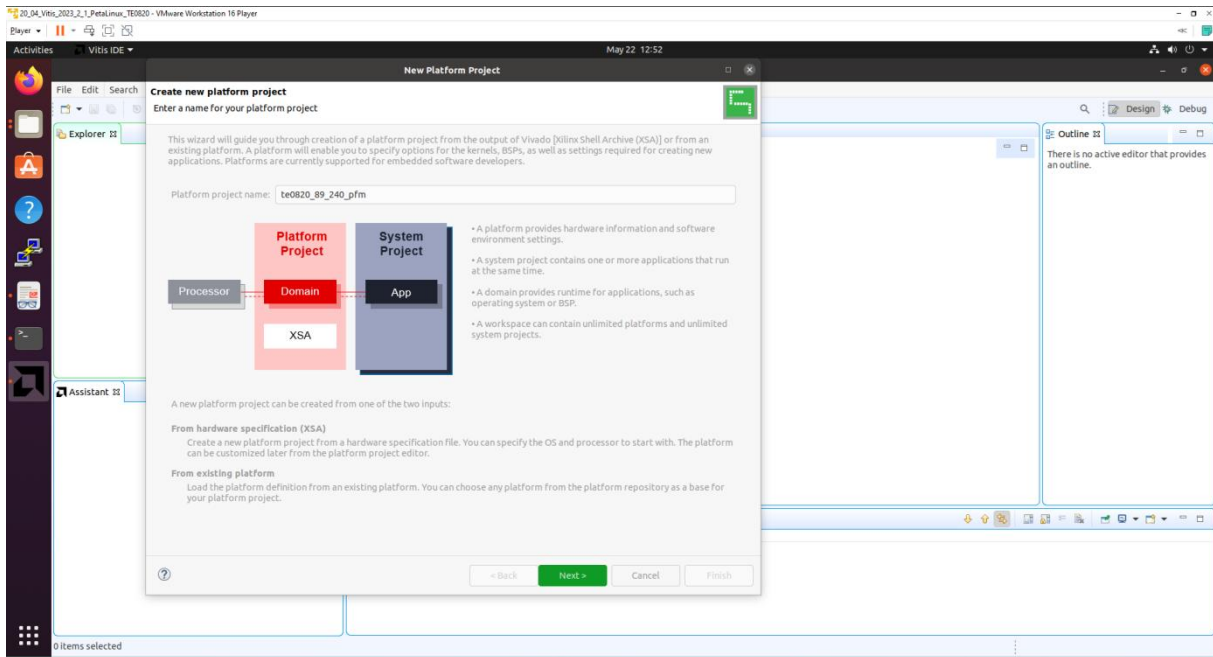 20_04_Vitis_2023_2_1_PetaLinux_TE0820 - VMware Workstation 16 Player
Player
Activities Vitis IDE May 22 12:52
New Platform Project
File Edit Search
Create new platform project
Enter a name for your platform project
Design Debug
Explorer
Outline
There is no active editor that provides
an outline.
This wizard will guide you through creation of a platform project from the output of Vivado [Xilinx Shell Archive (XSA)] or from an
existing platform. A platform will enable you to specify options for the kernels, BSPs, as well as settings required for creating new
applications. Platforms are currently supported for embedded software developers.
Platform project name: te0820_89_240_pfm
Platform
Project
System
Project
Processor
Domain
App
XSA
• A platform provides hardware information and software
environment settings.
• A system project contains one or more applications that run
at the same time.
• A domain provides runtime for applications, such as
operating system or BSP.
• A workspace can contain unlimited platforms and unlimited
system projects.
Assistant
A new platform project can be created from one of the two inputs:
From hardware specification (XSA)
Create a new platform project from a hardware specification file. You can specify the OS and processor to start with. The platform
can be customized later from the platform project editor.
From existing platform
Load the platform definition from an existing platform. You can choose any platform from the platform repository as a base for
your platform project.
< Back Next > Cancel Finish
0 items selected